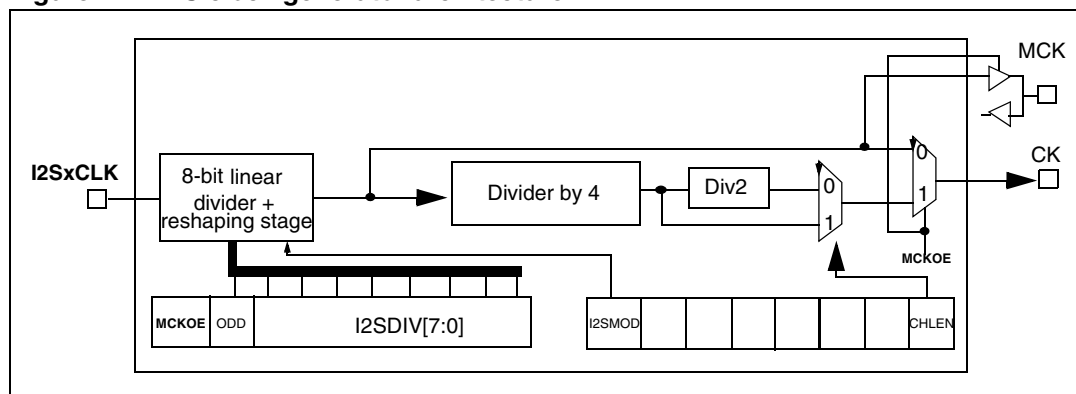 MCK
I2SxCLK
8-bit linear
divider +
reshaping stage
Divider by 4
Div2
0
1
0
1
CK
MCKOE
MCKOE
ODD
I2SDIV[7:0]
I2SMOD
CHLEN